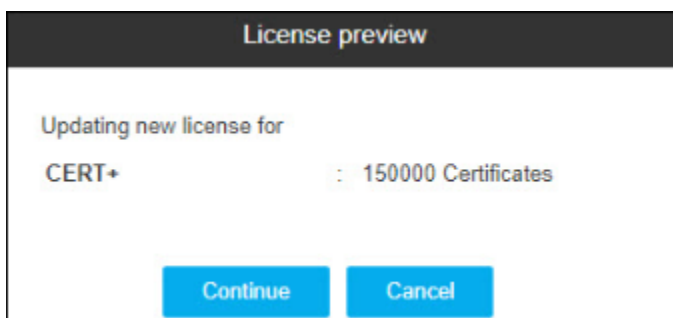 License preview
Updating new license for
CERT+ : 150000 Certificates
Continue Cancel